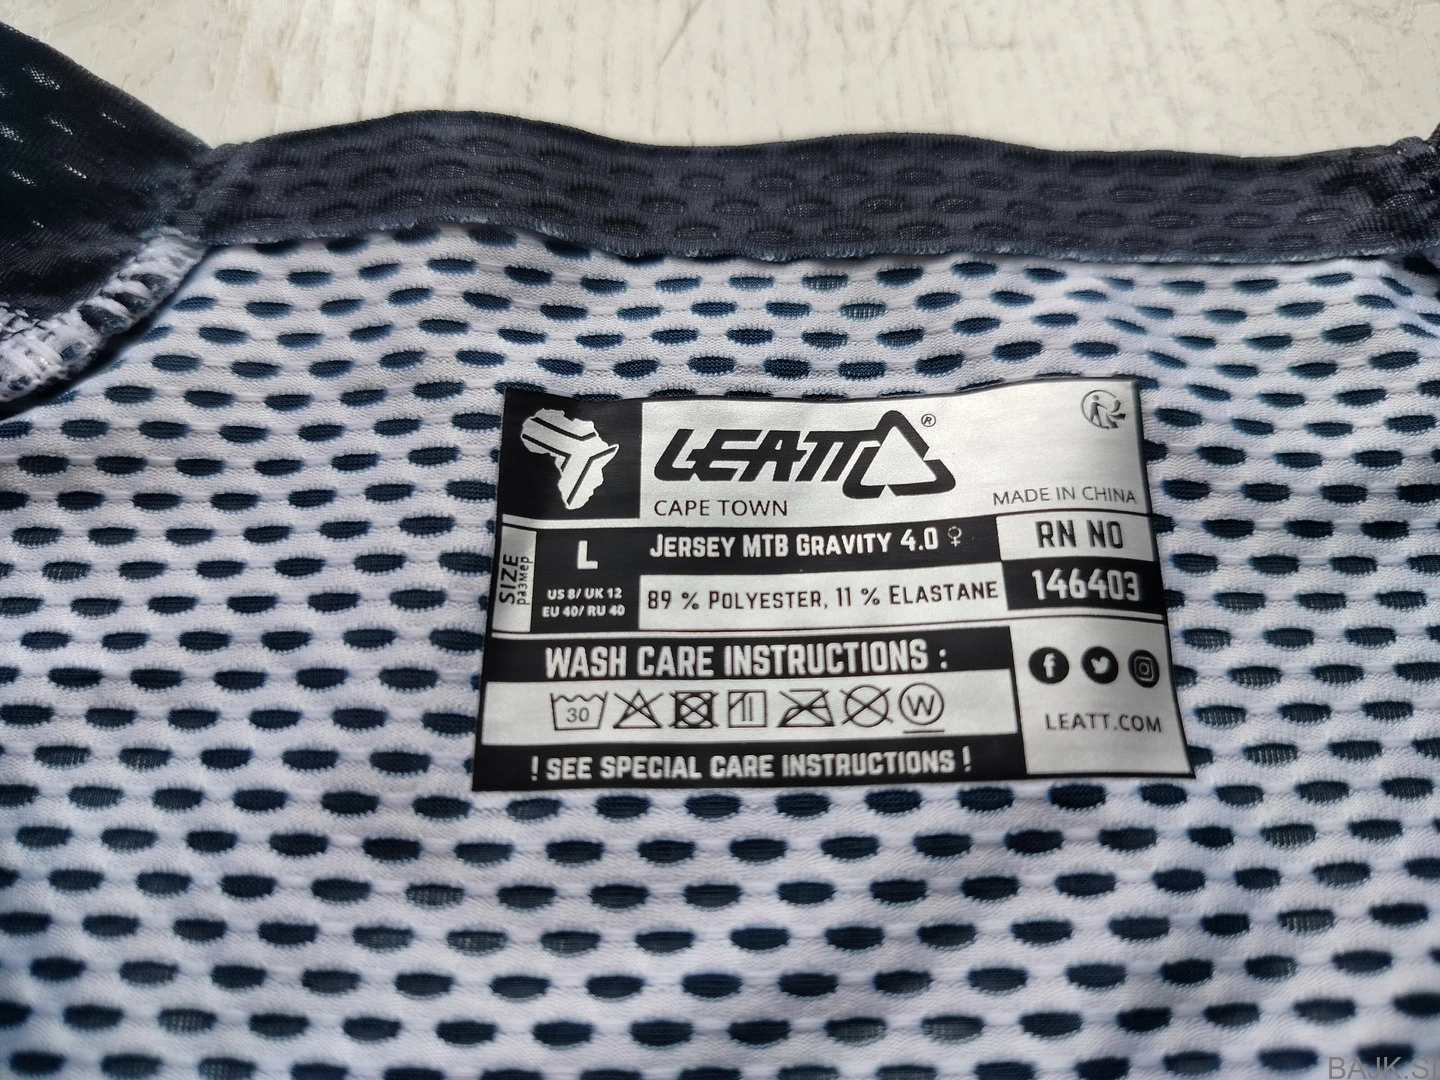 LEATT®
CAPE TOWN
MADE IN CHINA
SIZE
размер
L
US 8/ UK 12
EU 40/ RU 40
JERSEY MTB GRAVITY 4.0 ♀
89 % POLYESTER, 11 % ELASTANE
RN NO
146403
WASH CARE INSTRUCTIONS :
30
W
! SEE SPECIAL CARE INSTRUCTIONS !
f
LEATT.COM
BAJK.SI